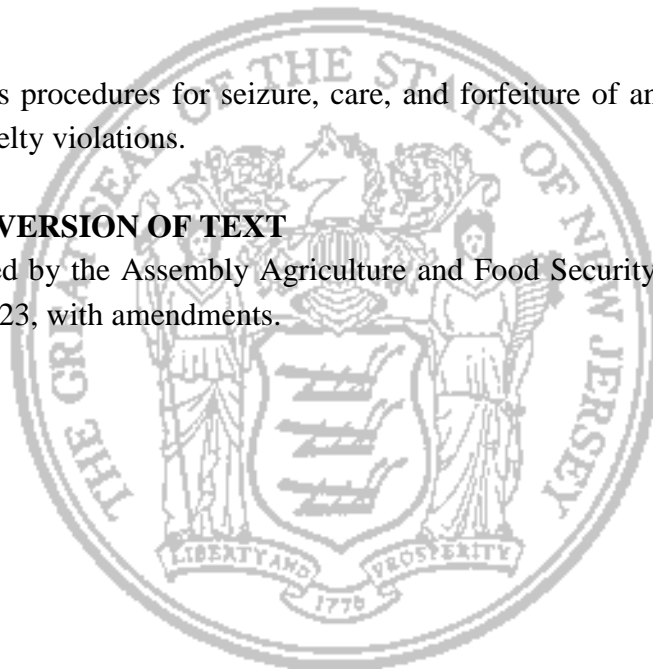 s procedures for seizure, care, and forfeiture of
elty violations.
VERSION OF TEXT
ed by the Assembly Agriculture and Food Security
23, with amendments.
THE GREAT SEAL OF THE STATE OF NEW JERSEY
LIBERTY AND PROSPERITY
1776